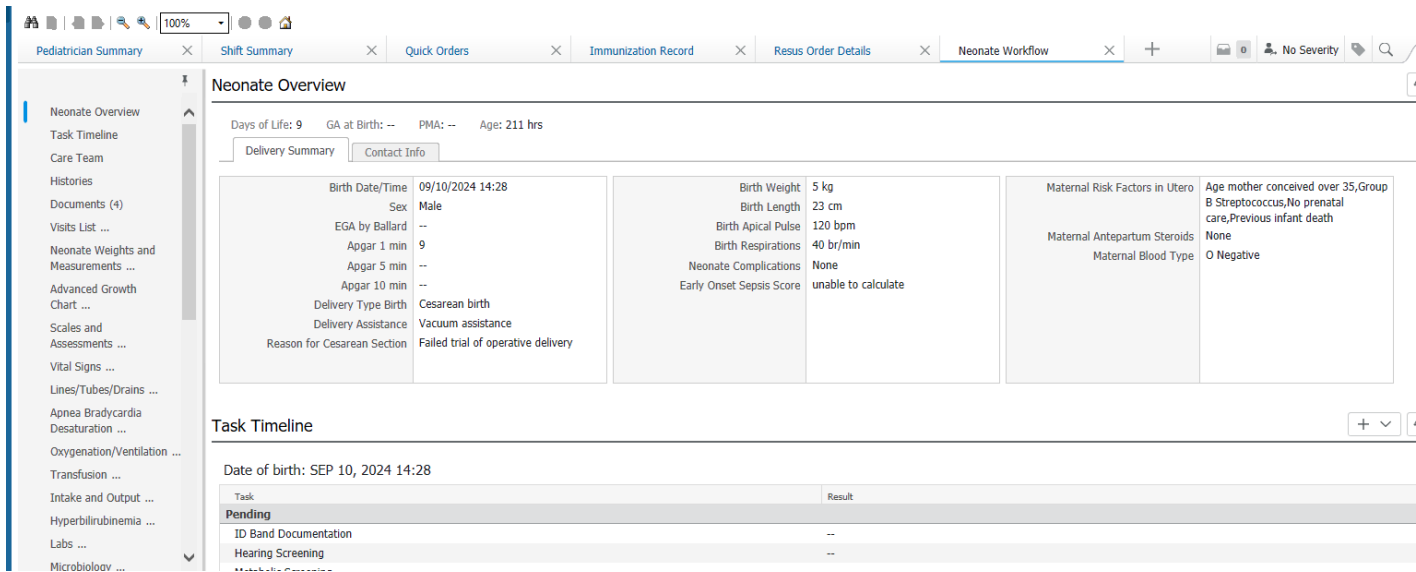 100%
Pediatrician Summary
Shift Summary
Quick Orders
Immunization Record
Resus Order Details
Neonate Workflow
0
No Severity
Neonate Overview
Task Timeline
Care Team
Histories
Documents (4)
Visits List ...
Neonate Weights and
Measurements ...
Advanced Growth
Chart ...
Scales and
Assessments ...
Vital Signs ...
Lines/Tubes/Drains ...
Apnea Bradycardia
Desaturation ...
Oxygenation/Ventilation ...
Transfusion ...
Intake and Output ...
Hyperbilirubinemia ...
Labs ...
Microbiology ...
Neonate Overview
Days of Life: 9 GA at Birth: -- PMA: -- Age: 211 hrs
Delivery Summary
Contact Info
Birth Date/Time 09/10/2024 14:28
Sex Male
EGA by Ballard --
Apgar 1 min 9
Apgar 5 min --
Apgar 10 min --
Delivery Type Birth Cesarean birth
Delivery Assistance Vacuum assistance
Reason for Cesarean Section Failed trial of operative delivery
Birth Weight 5 kg
Birth Length 23 cm
Birth Apical Pulse 120 bpm
Birth Respirations 40 br/min
Neonate Complications None
Early Onset Sepsis Score unable to calculate
Maternal Risk Factors in Utero Age mother conceived over 35,Group
B Streptococcus,No prenatal
care,Previous infant death
Maternal Antepartum Steroids None
Maternal Blood Type O Negative
Task Timeline
Date of birth: SEP 10, 2024 14:28
Task Result
Pending
ID Band Documentation --
Hearing Screening --
Metabolic Screening